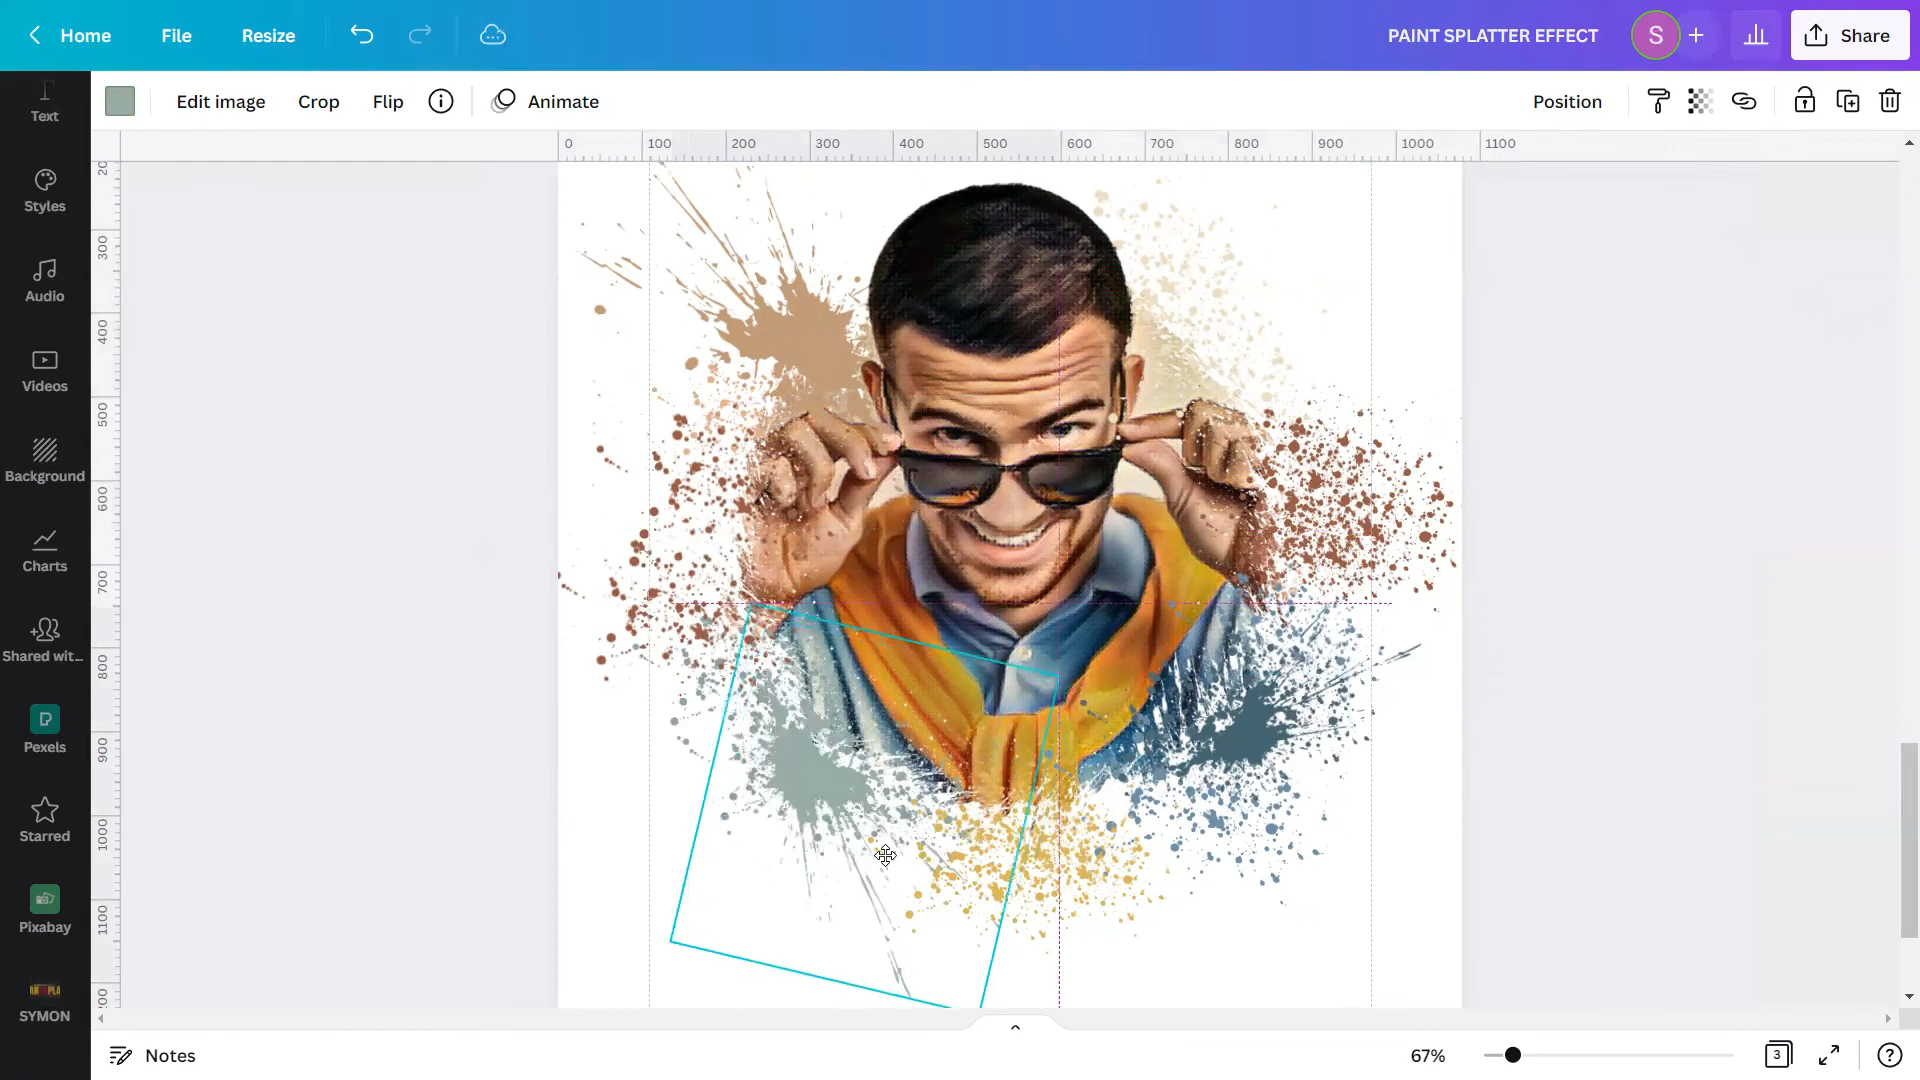 Home
File
Resize
PAINT SPLATTER EFFECT
S
Share
Text
Edit image
Crop
Flip
Animate
Position
0 100 200 300 400 500 600 700 800 900 1000 1100
20
300
400
500
600
700
800
900
1000
1100
00
Styles
Audio
Videos
Background
Charts
Shared wit...
Pexels
Starred
Pixabay
SYMON
Notes
67%
3
?